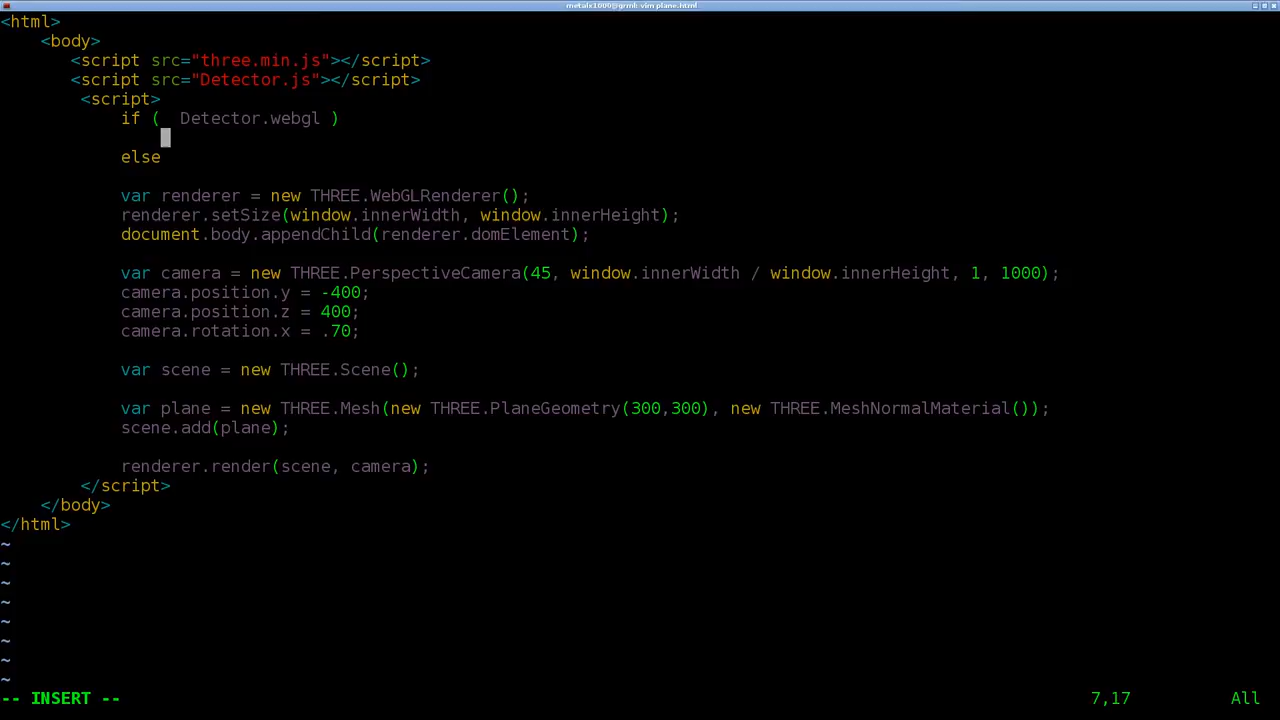 metalx1000@grml: vim plane.html
<html>
    <body>
       <script src="three.min.js"></script>
       <script src="Detector.js"></script>
        <script>
            if (  Detector.webgl )
            else
            var renderer = new THREE.WebGLRenderer();
            renderer.setSize(window.innerWidth, window.innerHeight);
            document.body.appendChild(renderer.domElement);
            var camera = new THREE.PerspectiveCamera(45, window.innerWidth / window.innerHeight, 1, 1000);
            camera.position.y = -400;
            camera.position.z = 400;
            camera.rotation.x = .70;
            var scene = new THREE.Scene();
            var plane = new THREE.Mesh(new THREE.PlaneGeometry(300,300), new THREE.MeshNormalMaterial());
            scene.add(plane);
            renderer.render(scene, camera);
        </script>
    </body>
</html>
~
~
~
~
~
~
~
~
-- INSERT -- 7,17 All